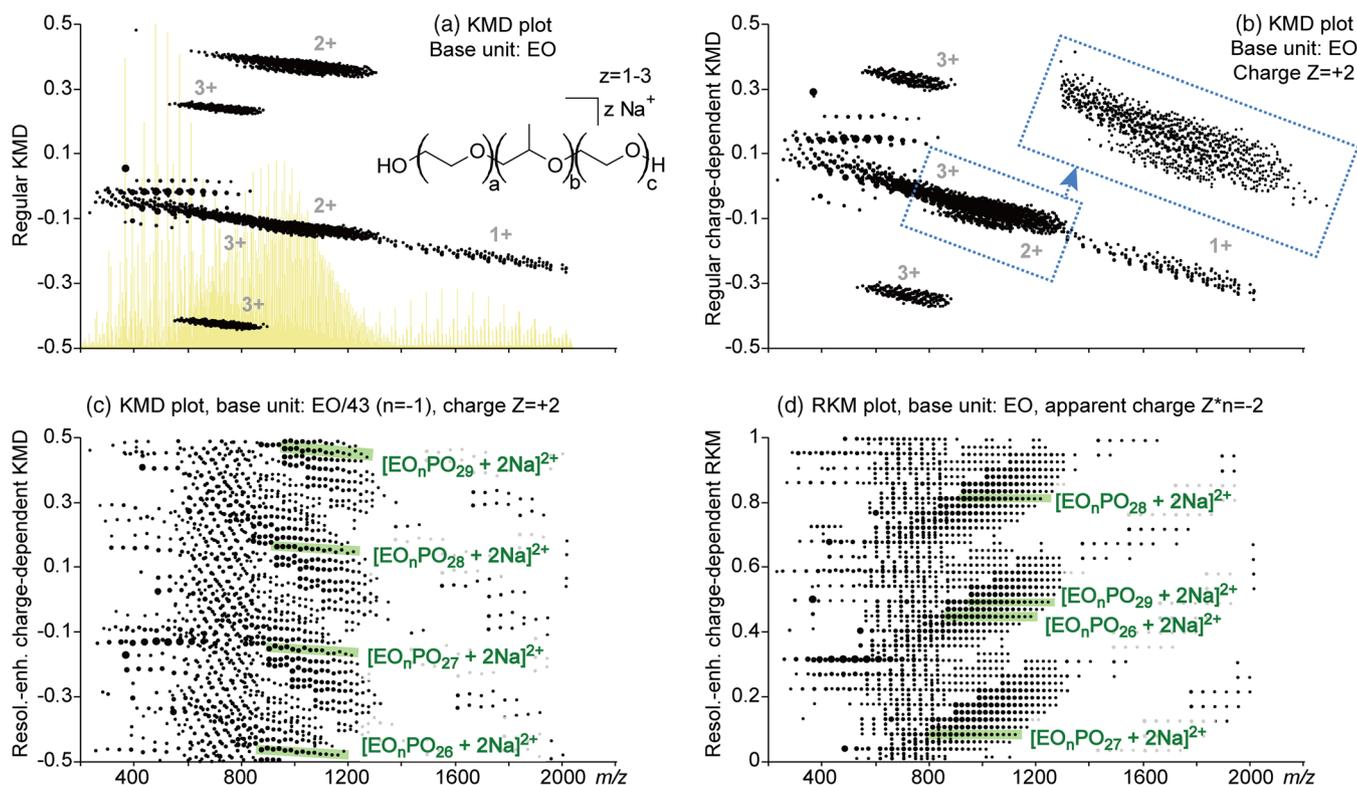 (a) KMD plot
Base unit: EO
Regular KMD
0.5
0.3
0.1
-0.1
-0.3
-0.5
2+
3+
2+
3+
1+
3+
z=1-3
z Na+
HO
O
a
O
b
O
H
c
(b) KMD plot
Base unit: EO
Charge Z=+2
Regular charge-dependent KMD
0.5
0.3
0.1
-0.1
-0.3
-0.5
3+
3+
2+
1+
3+
(c) KMD plot, base unit: EO/43 (n=-1), charge Z=+2
Resol.-enh. charge-dependent KMD
0.5
0.3
0.1
-0.1
-0.3
-0.5
[EOnPO29 + 2Na]2+
[EOnPO28 + 2Na]2+
[EOnPO27 + 2Na]2+
[EOnPO26 + 2Na]2+
400 800 1200 1600 2000 m/z
(d) RKM plot, base unit: EO, apparent charge Z*n=-2
Resol.-enh. charge-dependent RKM
1
0.8
0.6
0.4
0.2
0
[EOnPO28 + 2Na]2+
[EOnPO29 + 2Na]2+
[EOnPO26 + 2Na]2+
[EOnPO27 + 2Na]2+
400 800 1200 1600 2000 m/z